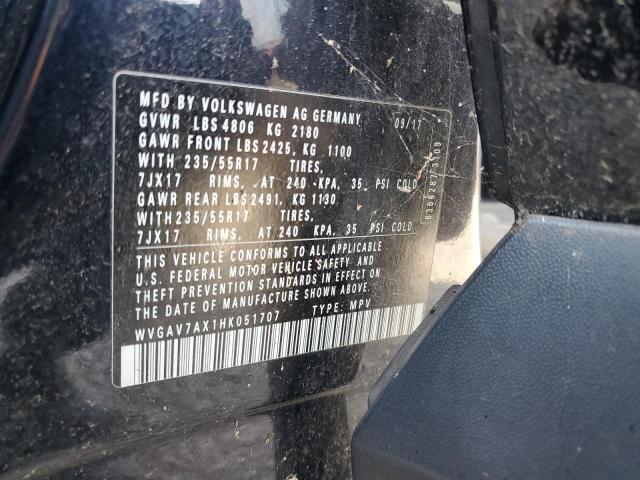 MFD BY VOLKSWAGEN AG GERMANY 09/17
GVWR LBS 4806 KG 2180
GAWR FRONT LBS 2425, KG 1100
WITH 235/55R17 TIRES,
7JX17 RIMS, AT 240 KPA, 35 PSI COLD
GAWR REAR LBS 2491, KG 1130
WITH 235/55R17 TIRES,
7JX17 RIMS, AT 240 KPA, 35 PSI COLD
THIS VEHICLE CONFORMS TO ALL APPLICABLE
U.S. FEDERAL MOTOR VEHICLE SAFETY AND
THEFT PREVENTION STANDARDS IN EFFECT ON
THE DATE OF MANUFACTURE SHOWN ABOVE.
WVGAV7AX1HK051707 TYPE: MPV